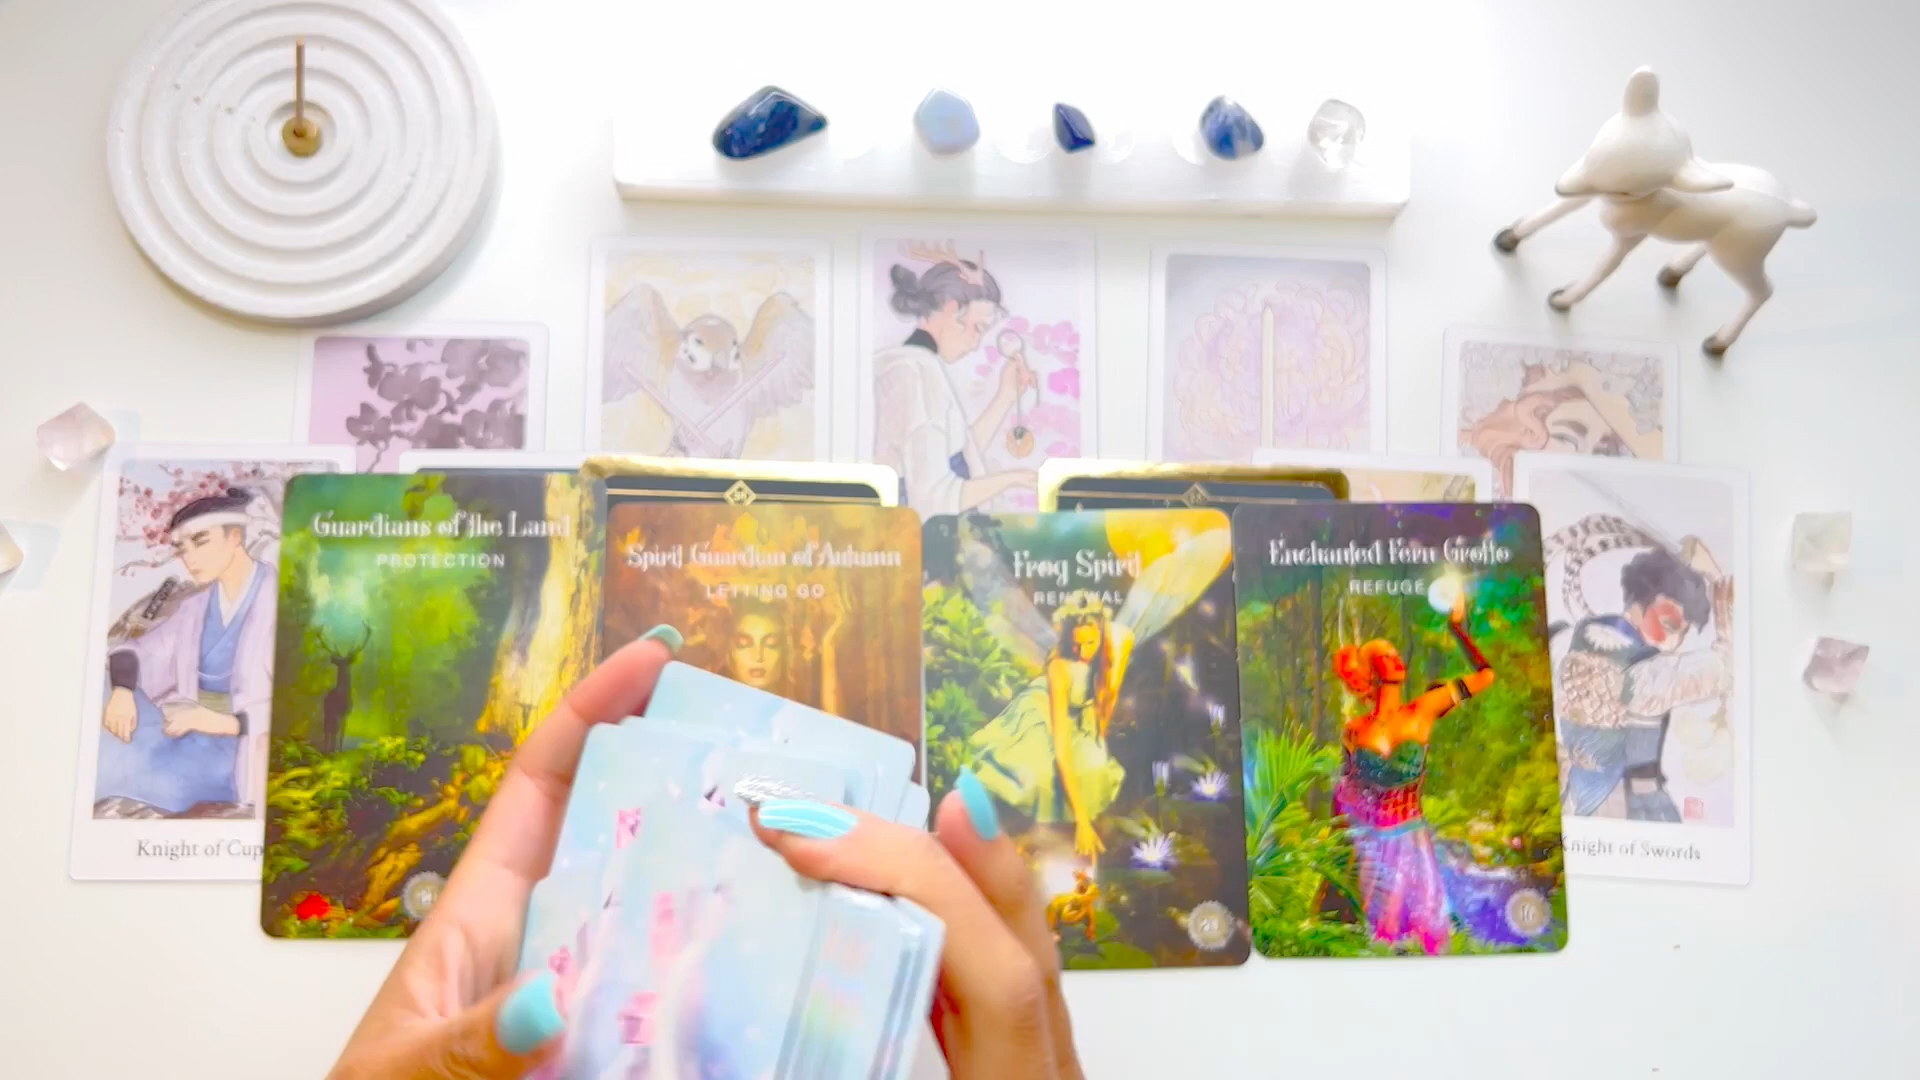 Guardians of the Land
PROTECTION
Spirit Guardian of Autumn
LETTING GO
Frog Spirit
RENEWAL
Enchanted Fern Grotto
REFUGE
Knight of Cup
Knight of Swords